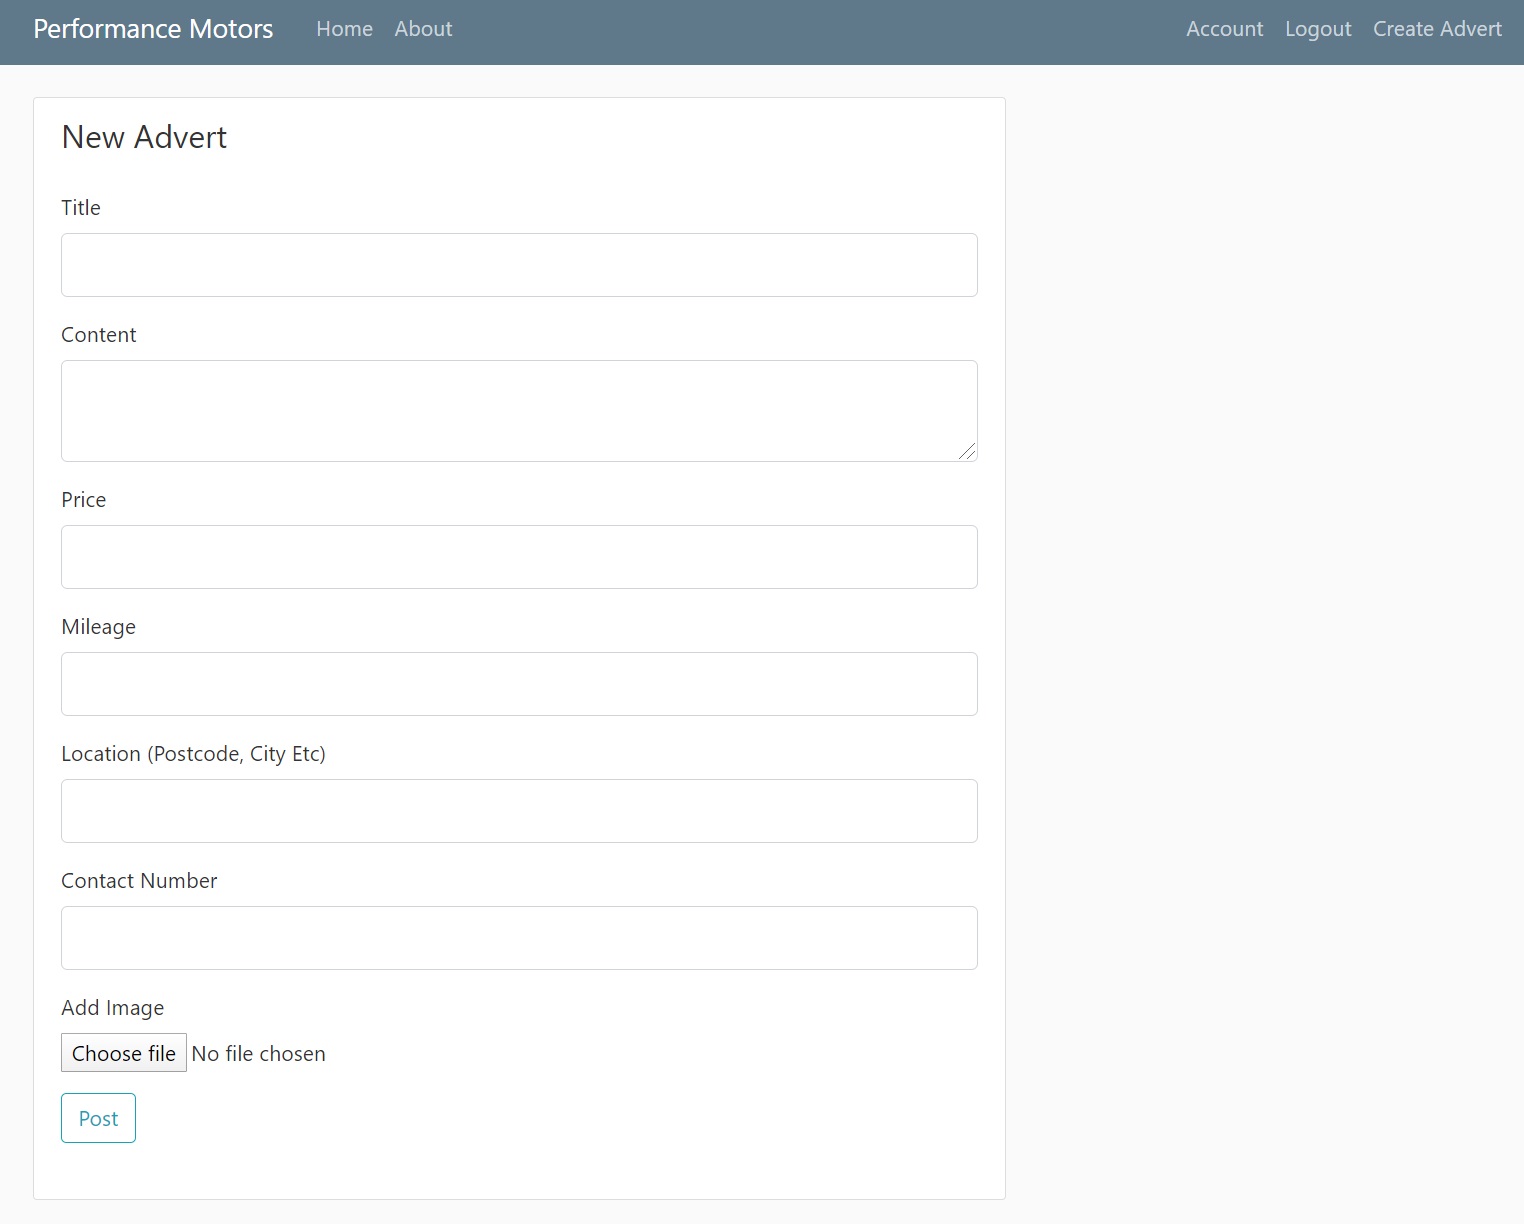 Performance Motors Home About Account Logout Create Advert
New Advert
Title
Content
Price
Mileage
Location (Postcode, City Etc)
Contact Number
Add Image
Choose file No file chosen
Post